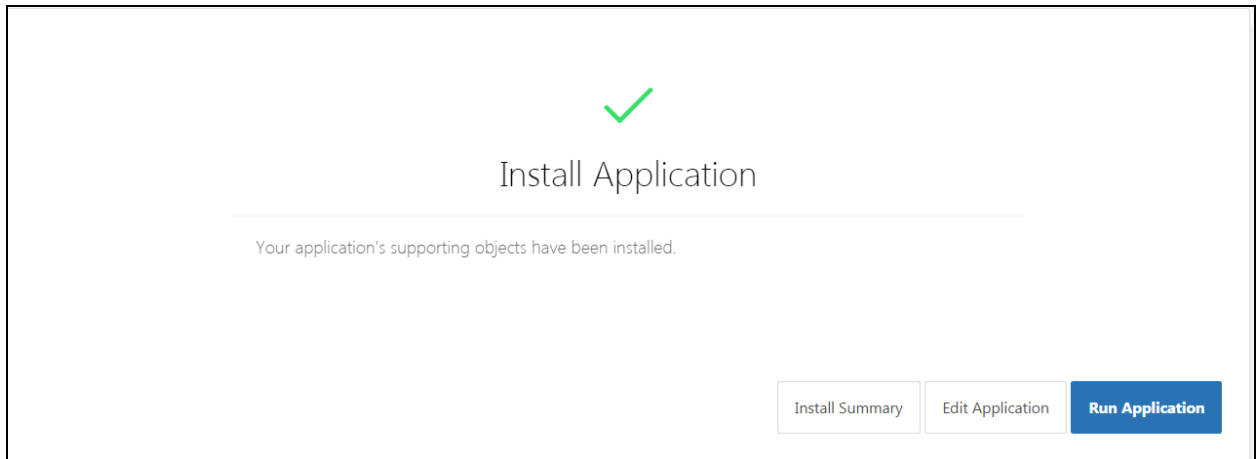 Install Application
Your application's supporting objects have been installed.
Install Summary
Edit Application
Run Application